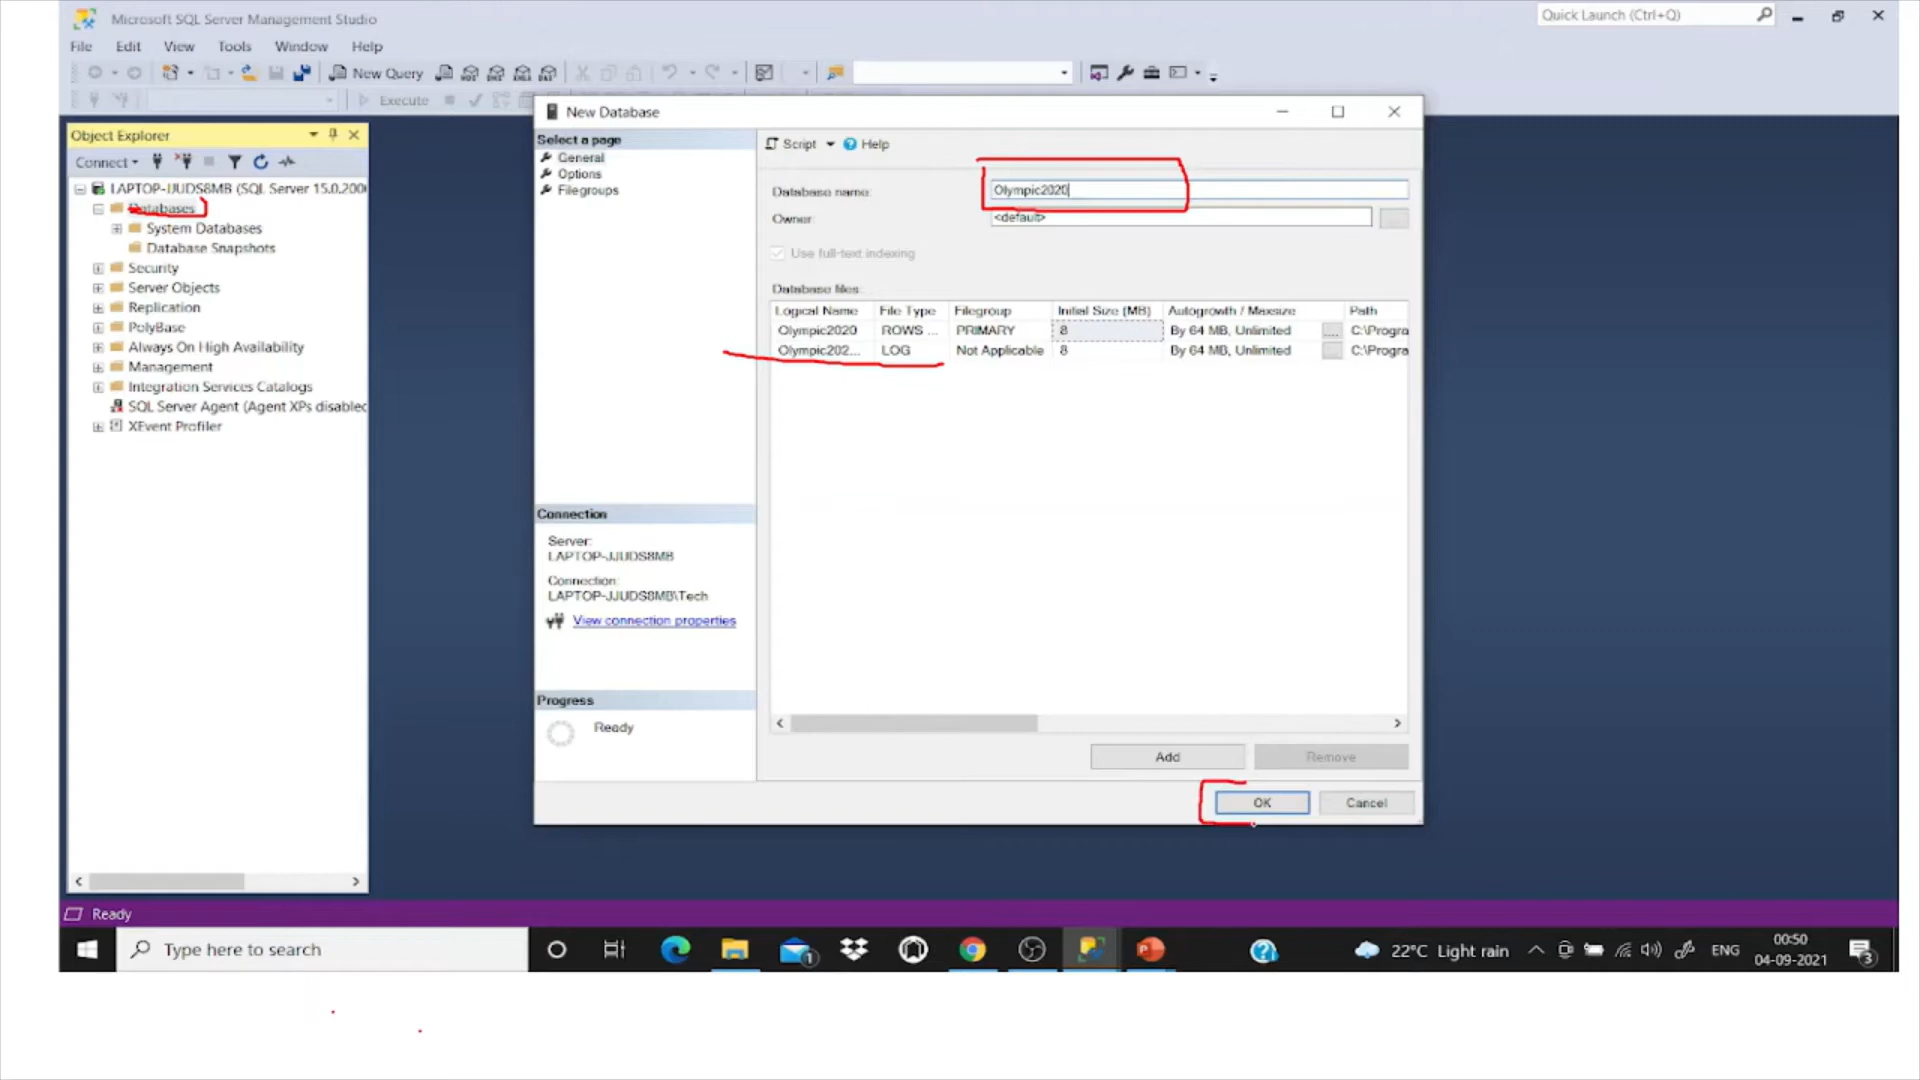 Microsoft SQL Server Management Studio
Quick Launch (Ctrl+Q)
File Edit View Tools Window Help
New Query
Execute
Object Explorer
Connect
LAPTOP-JJUDS8MB (SQL Server 15.0.200
Databases
System Databases
Database Snapshots
Security
Server Objects
Replication
PolyBase
Always On High Availability
Management
Integration Services Catalogs
SQL Server Agent (Agent XPs disabled
XEvent Profiler
New Database
Select a page
General
Options
Filegroups
Connection
Server:
LAPTOP-JJUDS8MB
Connection:
LAPTOP-JJUDS8MB\Tech
View connection properties
Progress
Ready
Script Help
Database name: Olympic2020
Owner: <default>
Use full-text indexing
Database files:
Logical Name File Type Filegroup Initial Size (MB) Autogrowth / Maxsize Path
Olympic2020 ROWS ... PRIMARY 8 By 64 MB, Unlimited ... C:\Progra
Olympic202... LOG Not Applicable 8 By 64 MB, Unlimited ... C:\Progra
Add Remove
OK Cancel
Ready
Type here to search
1
22°C Light rain
ENG
00:50
04-09-2021
3